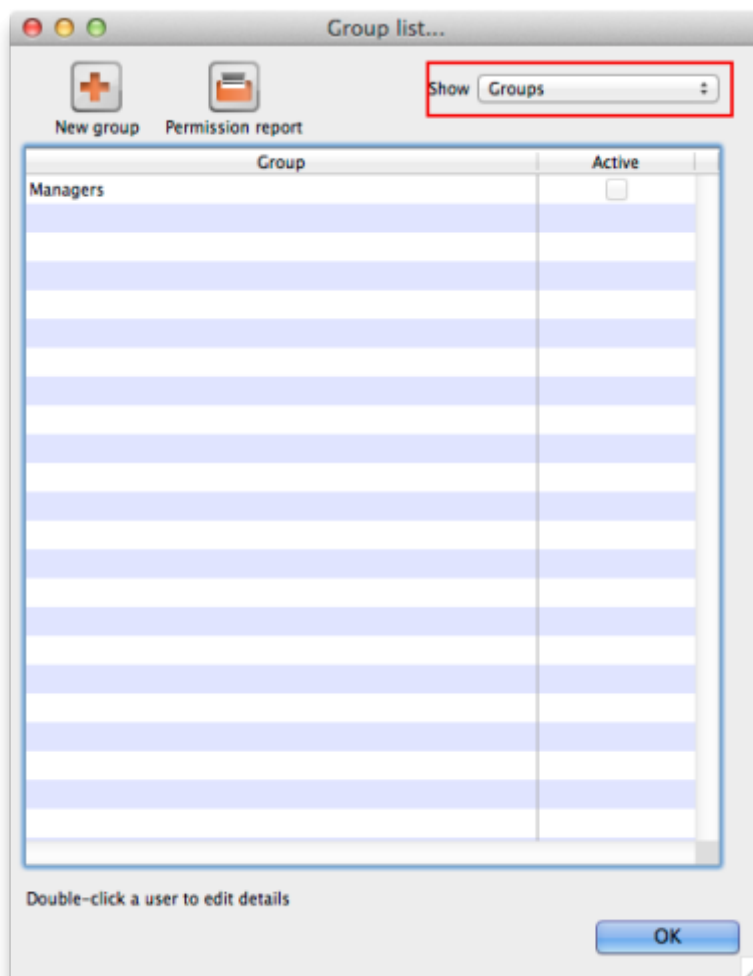 Group list...
Show Groups
New group Permission report
Group Active
Managers
Double-click a user to edit details
OK